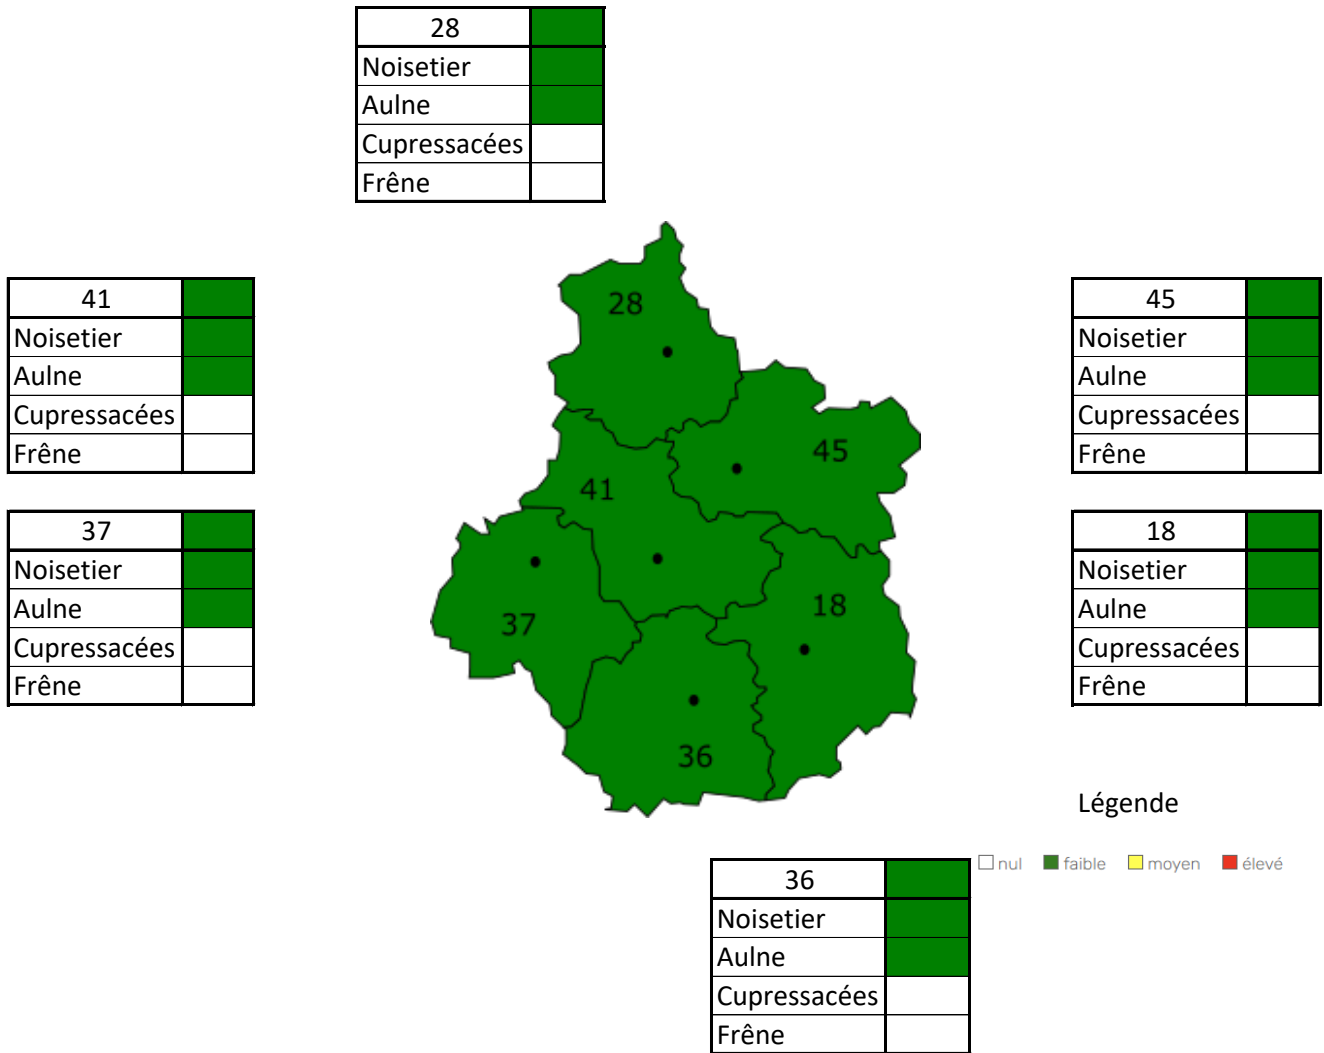 28
Noisetier
Aulne
Cupressacées
Frêne
41
Noisetier
Aulne
Cupressacées
Frêne
45
Noisetier
Aulne
Cupressacées
Frêne
37
Noisetier
Aulne
Cupressacées
Frêne
18
Noisetier
Aulne
Cupressacées
Frêne
28
45
41
18
37
36
Légende
nul faible moyen élevé
36
Noisetier
Aulne
Cupressacées
Frêne